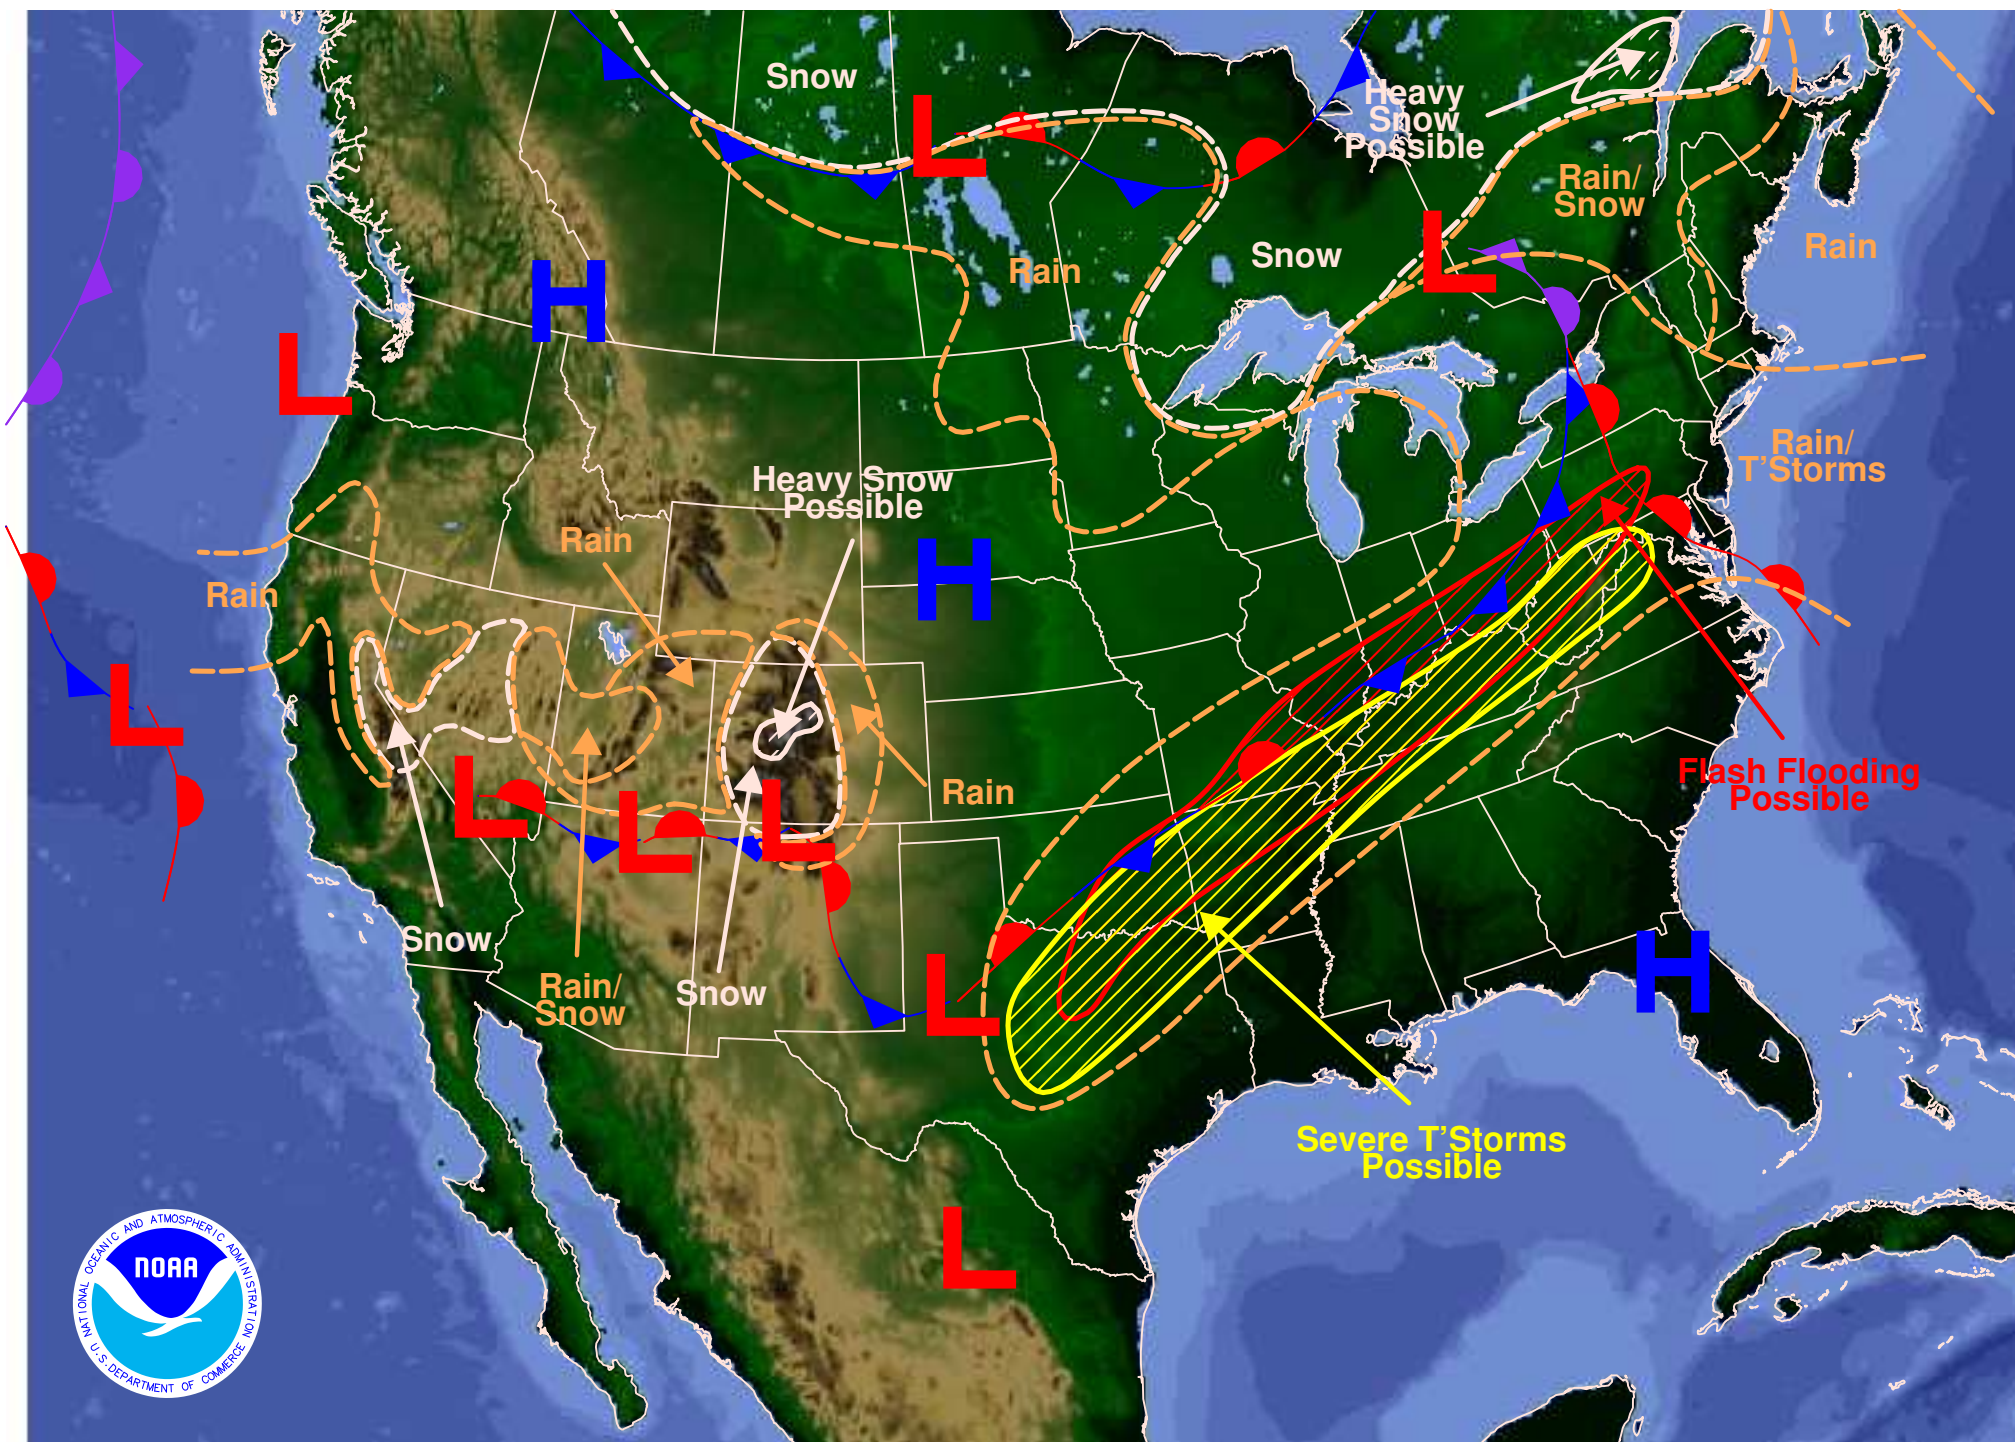 Snow
Heavy
Snow
Possible
Rain/
Snow
Rain
Snow
Rain
L
L
H
L
Rain/
T'Storms
Heavy Snow
Possible
Rain
Rain
H
L
L
L
L
Rain
Flash Flooding
Possible
Snow
Rain/
Snow
Snow
L
H
Severe T'Storms
Possible
L
NATIONAL OCEANIC AND ATMOSPHERIC ADMINISTRATION
NOAA
U.S. DEPARTMENT OF COMMERCE